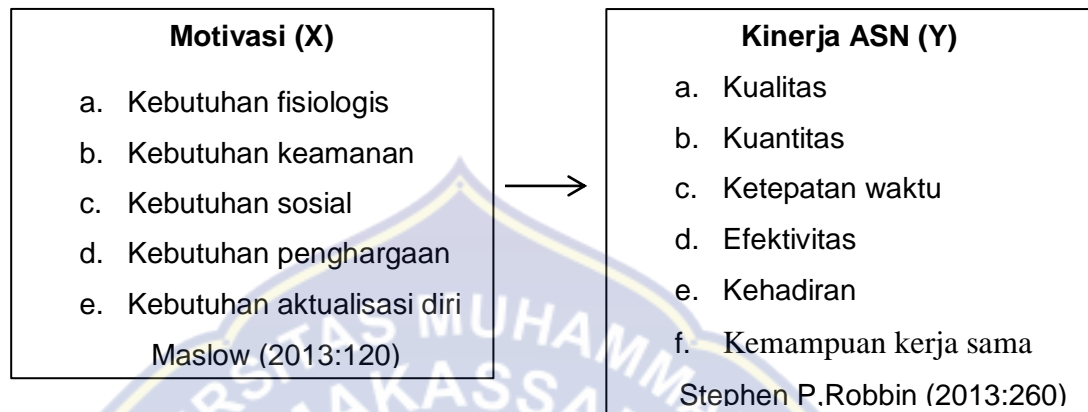 Motivasi (X)
a. Kebutuhan fisiologis
b. Kebutuhan keamanan
c. Kebutuhan sosial
d. Kebutuhan penghargaan
e. Kebutuhan aktualisasi diri
Maslow (2013:120)
Kinerja ASN (Y)
a. Kualitas
b. Kuantitas
c. Ketepatan waktu
d. Efektivitas
e. Kehadiran
f. Kemampuan kerja sama
Stephen P.Robbin (2013:260)